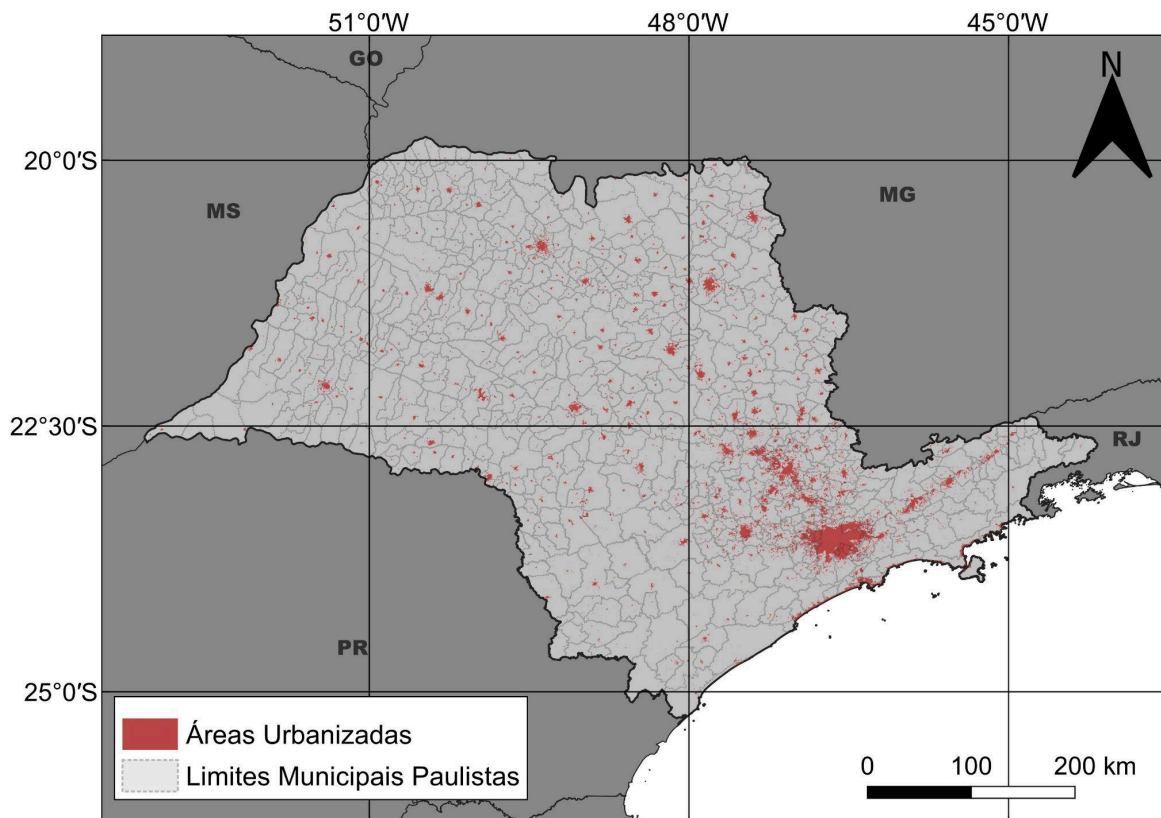 51°0′W 48°0′W 45°0′W
GO
N
20°0′S
MS
MG
22°30′S
RJ
PR
25°0′S
Áreas Urbanizadas
Limites Municipais Paulistas
0 100 200 km